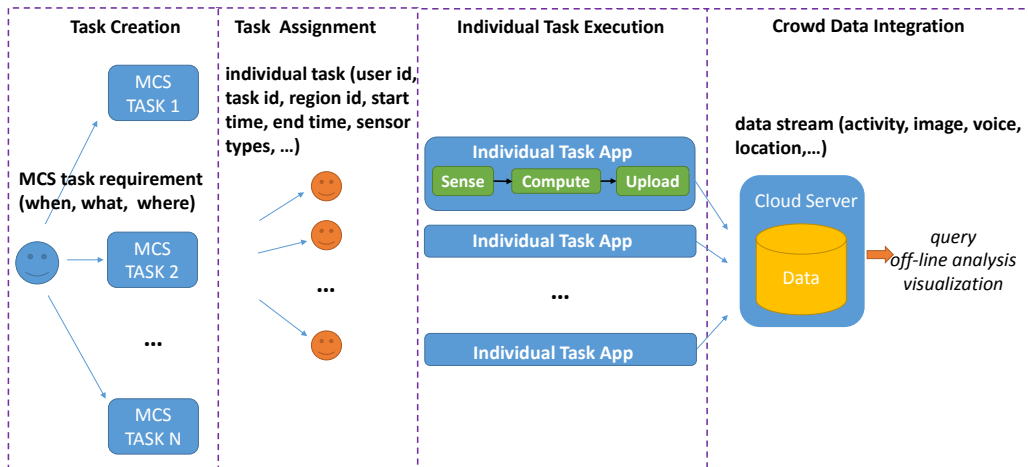 Task Creation
MCS
TASK 1
MCS task requirement
(when, what, where)
MCS
TASK 2
...
MCS
TASK N
Task Assignment
individual task (user id,
task id, region id, start
time, end time, sensor
types, ...)
...
Individual Task Execution
Individual Task App
Sense
Compute
Upload
Individual Task App
...
Individual Task App
Crowd Data Integration
data stream (activity, image, voice,
location,...)
Cloud Server
Data
query
off-line analysis
visualization